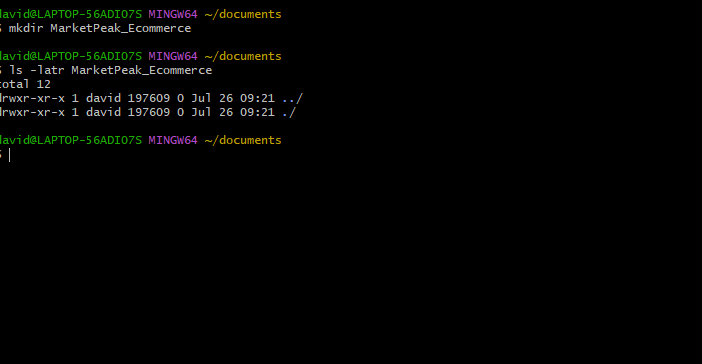 david@LAPTOP-56ADIO7S MINGW64 ~/documents
$ mkdir MarketPeak_Ecommerce
david@LAPTOP-56ADIO7S MINGW64 ~/documents
$ ls -latr MarketPeak_Ecommerce
total 12
drwxr-xr-x 1 david 197609 0 Jul 26 09:21 ../
drwxr-xr-x 1 david 197609 0 Jul 26 09:21 ./
david@LAPTOP-56ADIO7S MINGW64 ~/documents
$